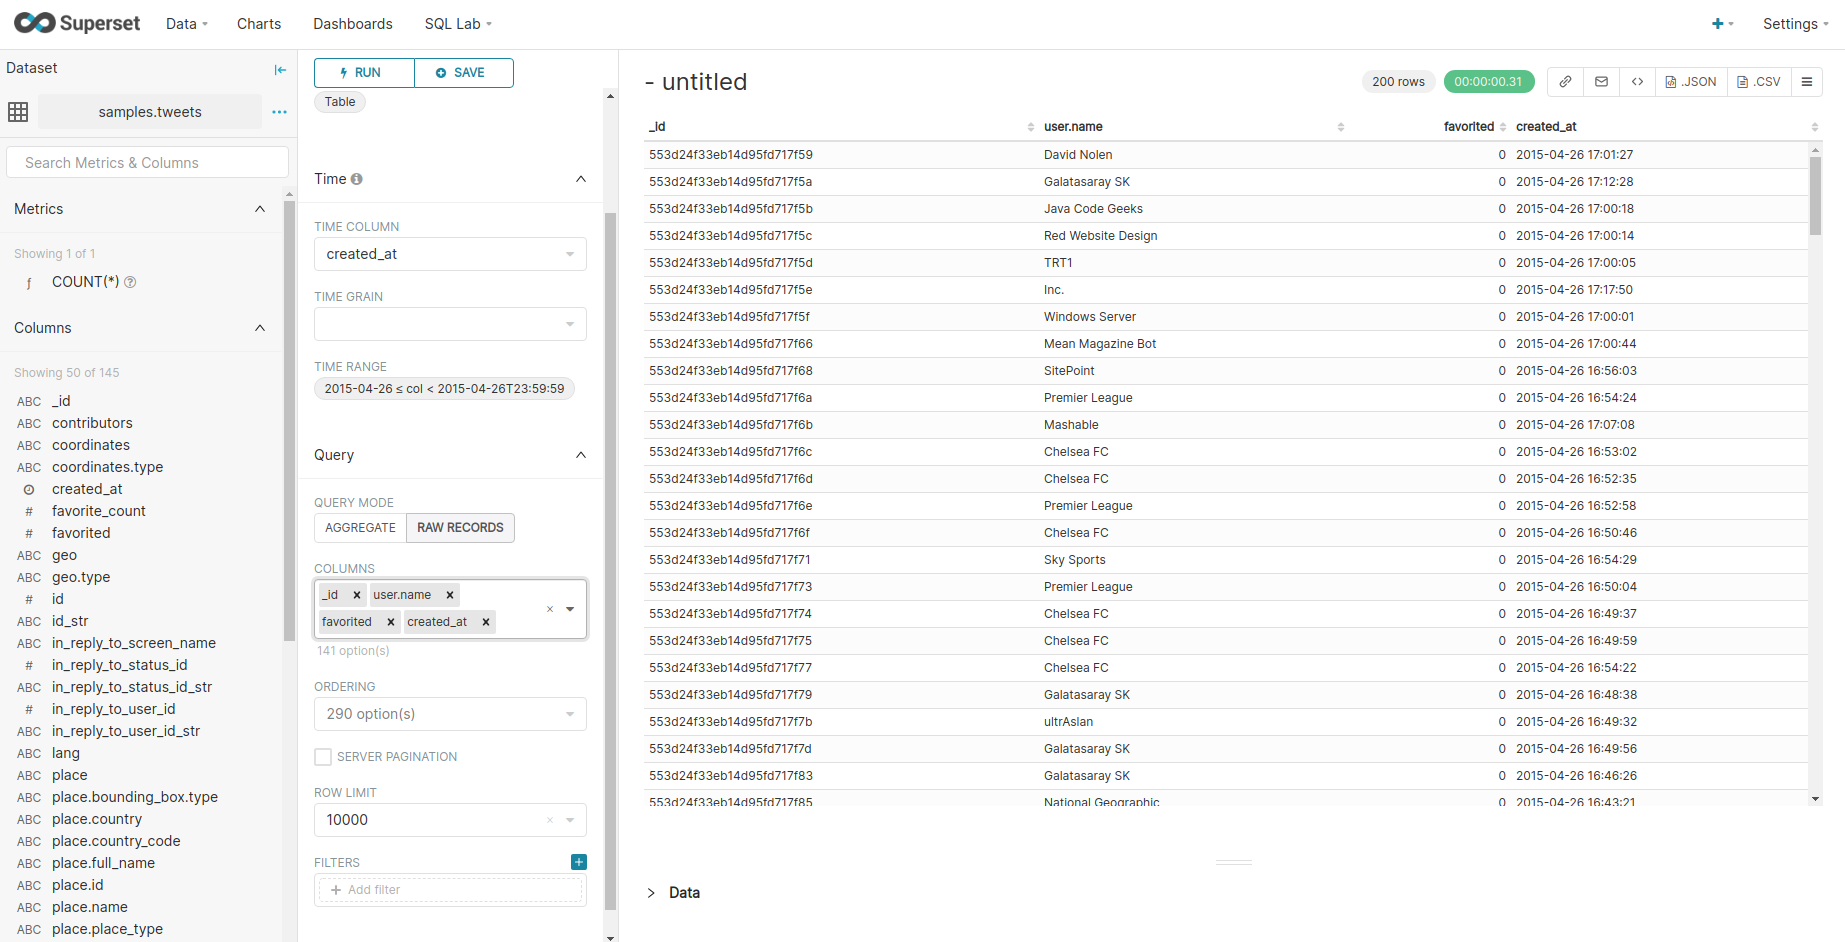 Superset
Data
Charts
Dashboards
SQL Lab
Settings
Dataset
samples.tweets
Search Metrics & Columns
Metrics
Showing 1 of 1
ƒ COUNT(*)
Columns
Showing 50 of 145
ABC _id
ABC contributors
ABC coordinates
ABC coordinates.type
created_at
# favorite_count
# favorited
ABC geo
ABC geo.type
# id
ABC id_str
ABC in_reply_to_screen_name
# in_reply_to_status_id
ABC in_reply_to_status_id_str
# in_reply_to_user_id
ABC in_reply_to_user_id_str
ABC lang
ABC place
ABC place.bounding_box.type
ABC place.country
ABC place.country_code
ABC place.full_name
ABC place.id
ABC place.name
ABC place.place_type
RUN
SAVE
Table
Time
TIME COLUMN
created_at
TIME GRAIN
TIME RANGE
2015-04-26 ≤ col < 2015-04-26T23:59:59
Query
QUERY MODE
AGGREGATE
RAW RECORDS
COLUMNS
_id × user.name ×
favorited × created_at ×
141 option(s)
ORDERING
290 option(s)
SERVER PAGINATION
ROW LIMIT
10000
FILTERS
+ Add filter
- untitled
200 rows
00:00:00.31
.JSON
.CSV
_id user.name favorited created_at
553d24f33eb14d95fd717f59 David Nolen 0 2015-04-26 17:01:27
553d24f33eb14d95fd717f5a Galatasaray SK 0 2015-04-26 17:12:28
553d24f33eb14d95fd717f5b Java Code Geeks 0 2015-04-26 17:00:18
553d24f33eb14d95fd717f5c Red Website Design 0 2015-04-26 17:00:14
553d24f33eb14d95fd717f5d TRT1 0 2015-04-26 17:00:05
553d24f33eb14d95fd717f5e Inc. 0 2015-04-26 17:17:50
553d24f33eb14d95fd717f5f Windows Server 0 2015-04-26 17:00:01
553d24f33eb14d95fd717f66 Mean Magazine Bot 0 2015-04-26 17:00:44
553d24f33eb14d95fd717f68 SitePoint 0 2015-04-26 16:56:03
553d24f33eb14d95fd717f6a Premier League 0 2015-04-26 16:54:24
553d24f33eb14d95fd717f6b Mashable 0 2015-04-26 17:07:08
553d24f33eb14d95fd717f6c Chelsea FC 0 2015-04-26 16:53:02
553d24f33eb14d95fd717f6d Chelsea FC 0 2015-04-26 16:52:35
553d24f33eb14d95fd717f6e Premier League 0 2015-04-26 16:52:58
553d24f33eb14d95fd717f6f Chelsea FC 0 2015-04-26 16:50:46
553d24f33eb14d95fd717f71 Sky Sports 0 2015-04-26 16:54:29
553d24f33eb14d95fd717f73 Premier League 0 2015-04-26 16:50:04
553d24f33eb14d95fd717f74 Chelsea FC 0 2015-04-26 16:49:37
553d24f33eb14d95fd717f75 Chelsea FC 0 2015-04-26 16:49:59
553d24f33eb14d95fd717f77 Chelsea FC 0 2015-04-26 16:54:22
553d24f33eb14d95fd717f79 Galatasaray SK 0 2015-04-26 16:48:38
553d24f33eb14d95fd717f7b ultrAslan 0 2015-04-26 16:49:32
553d24f33eb14d95fd717f7d Galatasaray SK 0 2015-04-26 16:49:56
553d24f33eb14d95fd717f83 Galatasaray SK 0 2015-04-26 16:46:26
553d24f33eb14d95fd717f85 National Geographic 0 2015-04-26 16:43:21
Data